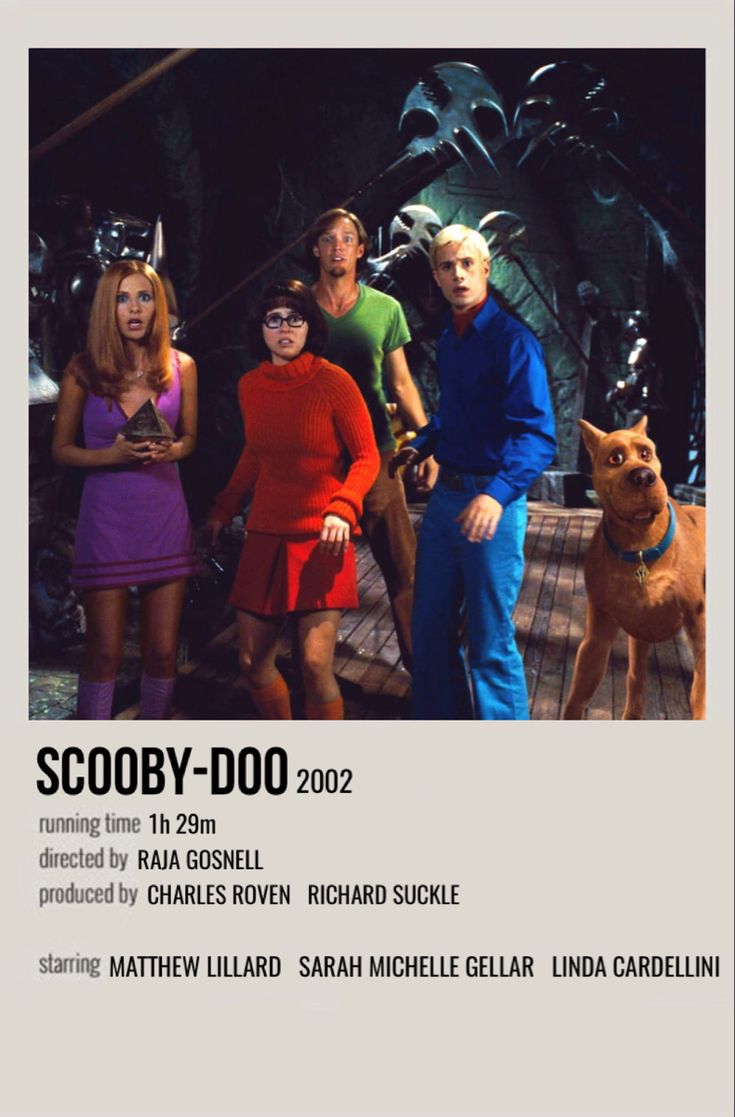 SCOOBY-DOO 2002
running time 1h 29m
directed by RAJA GOSNELL
produced by CHARLES ROVEN RICHARD SUCKLE
starring MATTHEW LILLARD SARAH MICHELLE GELLAR LINDA CARDELLINI